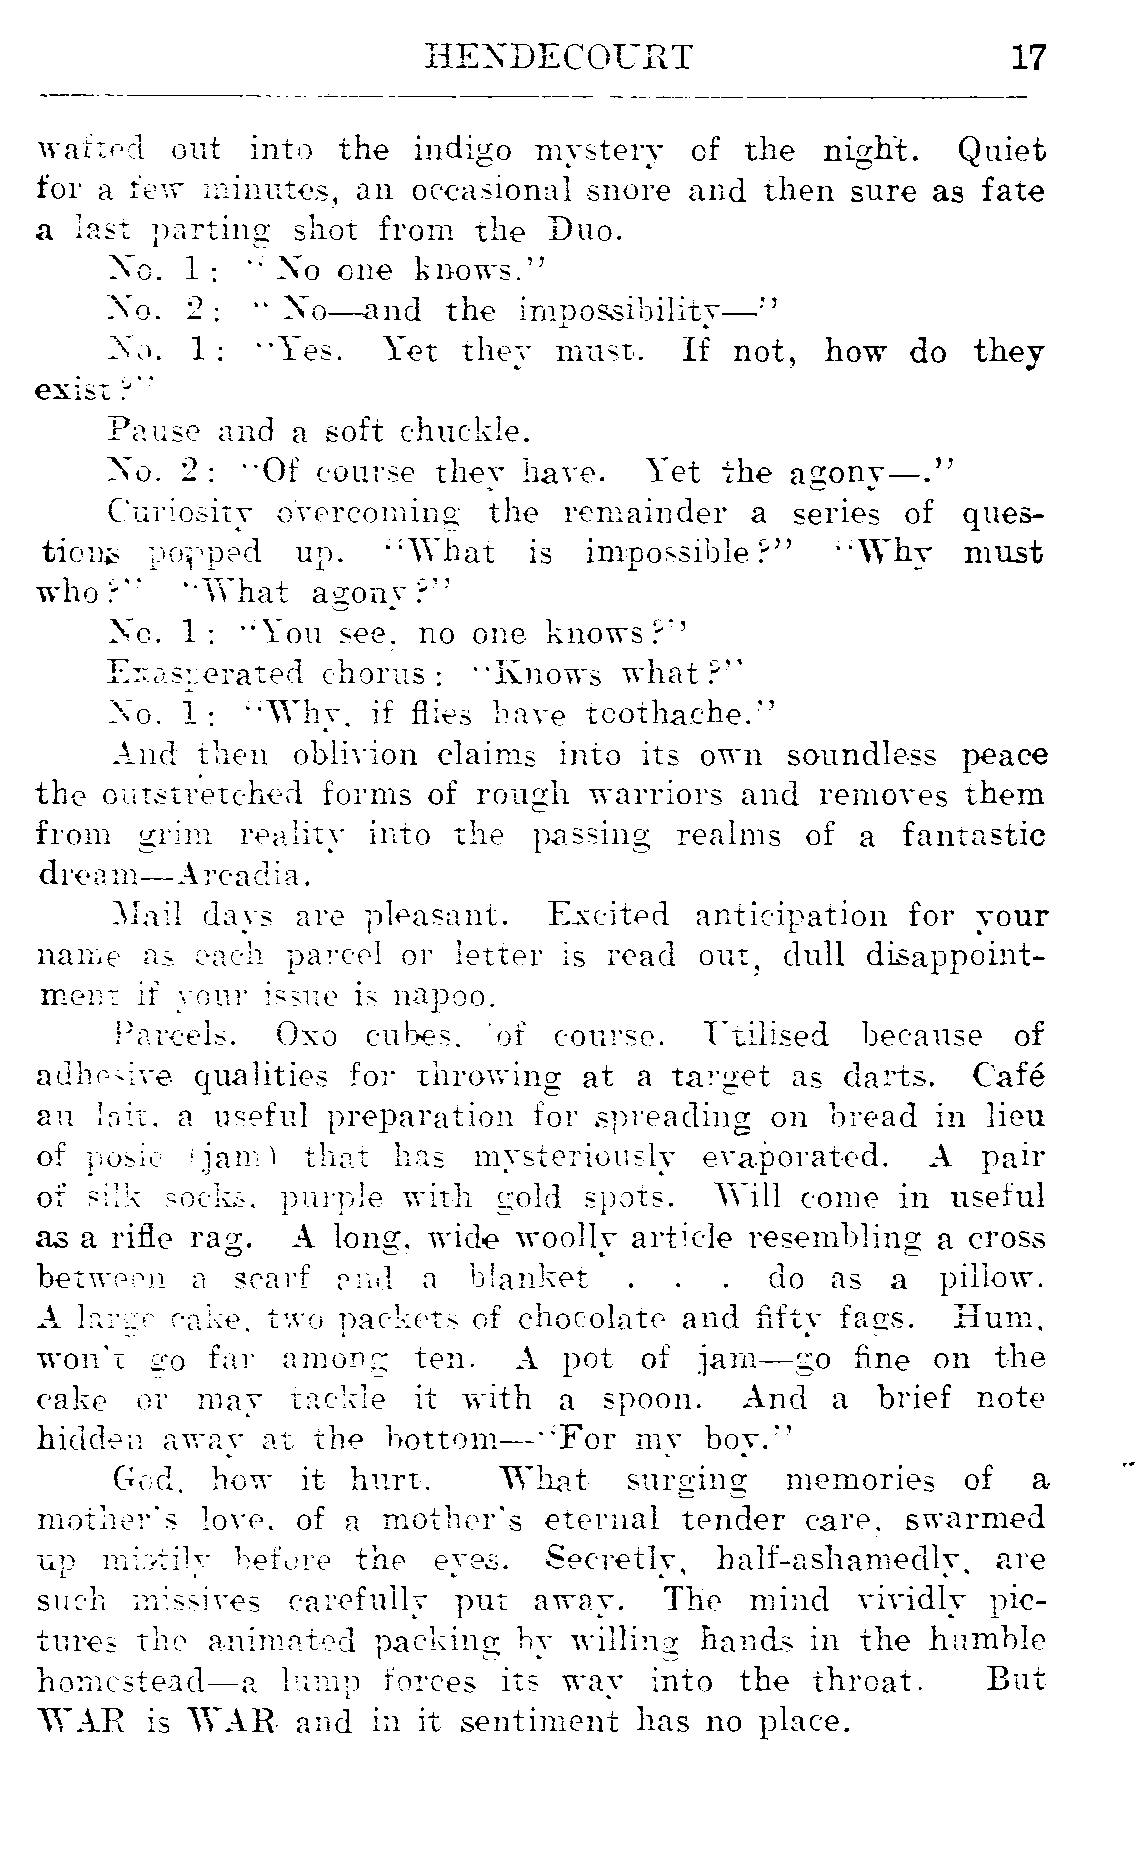 HENDECOURT 17
wafted out into the indigo mystery of the night. Quiet
for a few minutes, an occasional snore and then sure as fate
a last parting shot from the Duo.
No. 1: "No one knows."
No. 2: "No—and the impossibility—"
No. 1: "Yes. Yet they must. If not, how do they
exist?"
Pause and a soft chuckle.
No. 2: "Of course they have. Yet the agony—."
Curiosity overcoming the remainder a series of ques-
tions popped up. "What is impossible?" "Why must
who?" "What agony?"
No. 1: "You see, no one knows?"
Exasperated chorus: "Knows what?"
No. 1: "Why, if flies have toothache."
And then oblivion claims into its own soundless peace
the outstretched forms of rough warriors and removes them
from grim reality into the passing realms of a fantastic
dream—Arcadia.
Mail days are pleasant. Excited anticipation for your
name as each parcel or letter is read out, dull disappoint-
ment if your issue is napoo.
Parcels. Oxo cubes, of course. Utilised because of
adhesive qualities for throwing at a target as darts. Café
au lait, a useful preparation for spreading on bread in lieu
of posie (jam) that has mysteriously evaporated. A pair
of silk socks, purple with gold spots. Will come in useful
as a rifle rag. A long, wide woolly article resembling a cross
between a scarf and a blanket . . . do as a pillow.
A large cake, two packets of chocolate and fifty fags. Hum,
won't go far among ten. A pot of jam—go fine on the
cake or may tackle it with a spoon. And a brief note
hidden away at the bottom—"For my boy."
God, how it hurt. What surging memories of a
mother's love, of a mother's eternal tender care, swarmed
up mistily before the eyes. Secretly, half-ashamedly, are
such missives carefully put away. The mind vividly pic-
tures the animated packing by willing hands in the humble
homestead—a lump forces its way into the throat. But
WAR is WAR and in it sentiment has no place.